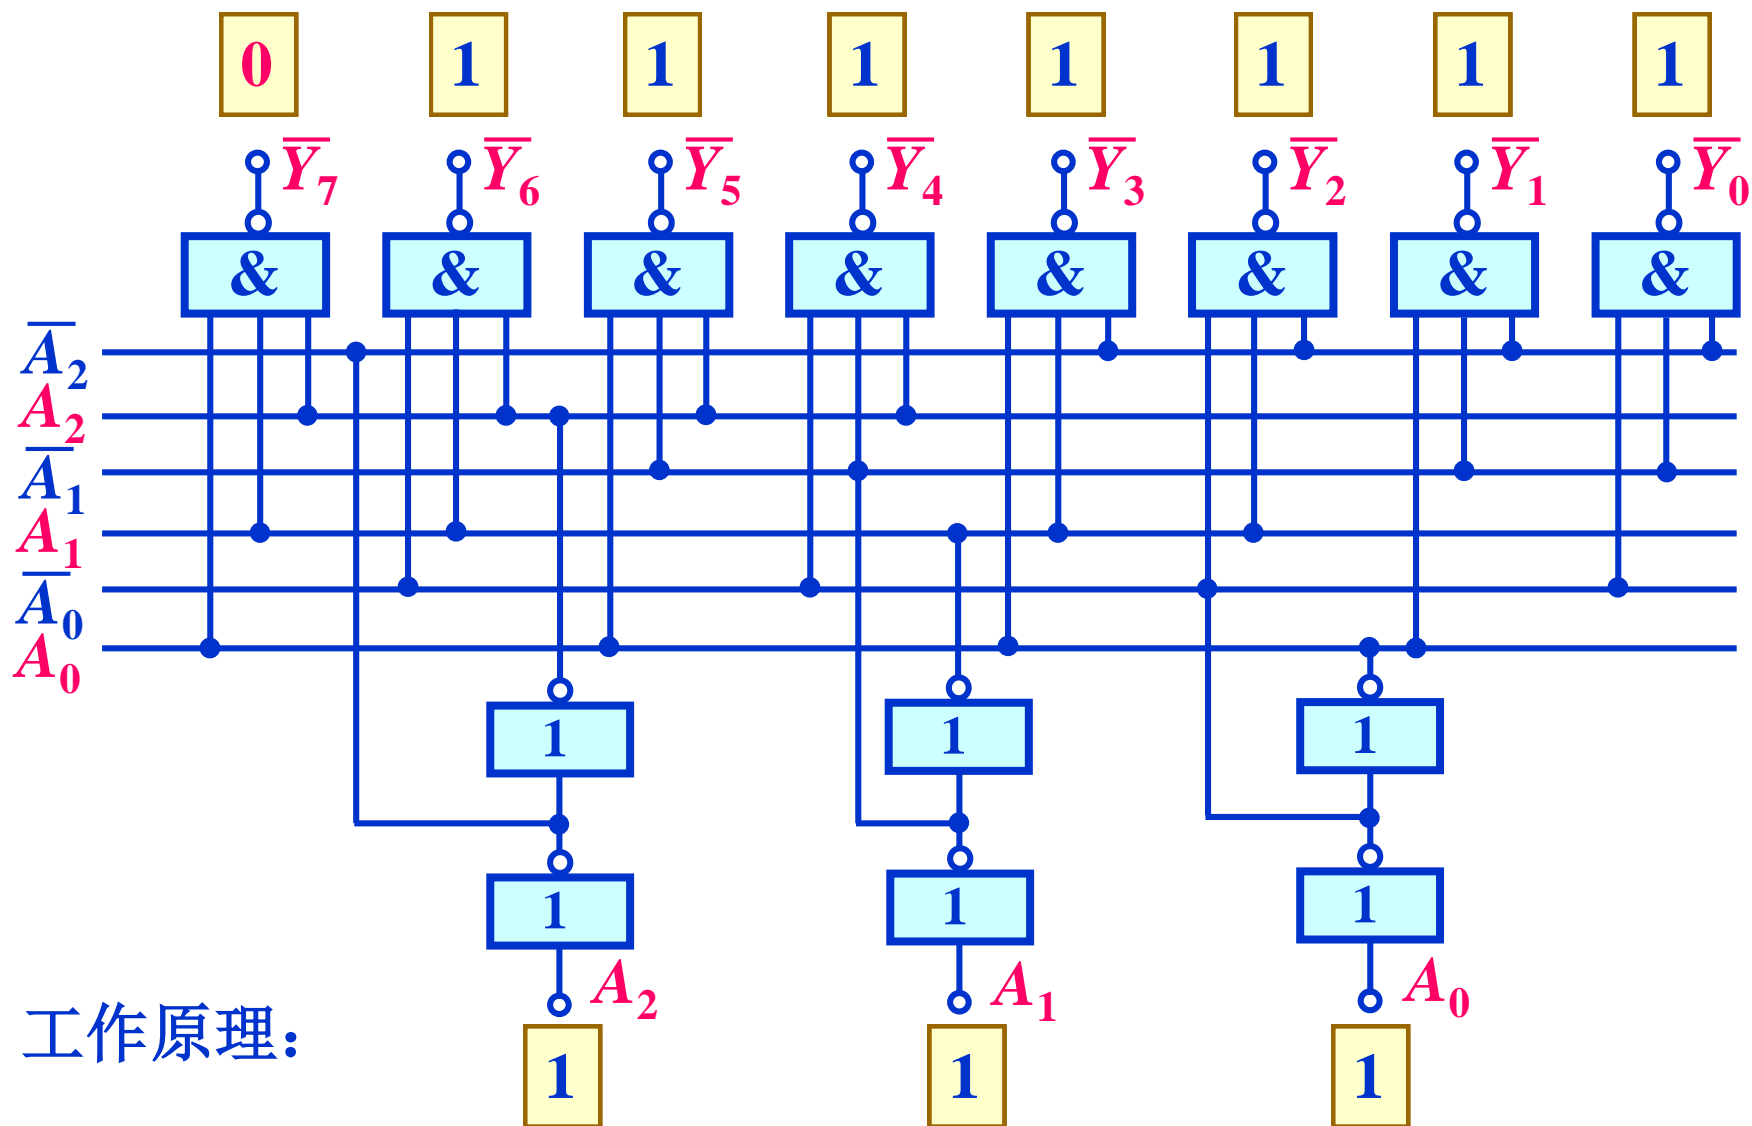 0 1 1 1 1 1 1 1
Y̅₇ Y̅₆ Y̅₅ Y̅₄ Y̅₃ Y̅₂ Y̅₁ Y̅₀
& & & & & & & &
A̅₂
A₂
A̅₁
A₁
A̅₀
A₀
1 1 1
1 1 1
A₂ A₁ A₀
工作原理：
1 1 1